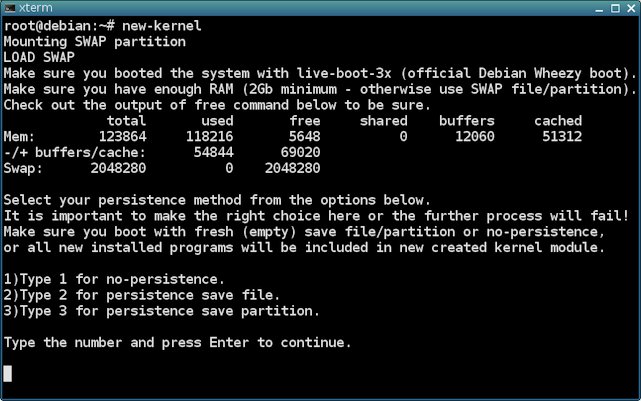 xterm
root@debian:~# new-kernel
Mounting SWAP partition
LOAD SWAP
Make sure you booted the system with live-boot-3x (official Debian Wheezy boot).
Make sure you have enough RAM (2Gb minimum - otherwise use SWAP file/partition).
Check out the output of free command below to be sure.
total used free shared buffers cached
Mem: 123864 118216 5648 0 12060 51312
-/+ buffers/cache: 54844 69020
Swap: 2048280 0 2048280
Select your persistence method from the options below.
It is important to make the right choice here or the further process will fail!
Make sure you boot with fresh (empty) save file/partition or no-persistence,
or all new installed programs will be included in new created kernel module.
1)Type 1 for no-persistence.
2)Type 2 for persistence save file.
3)Type 3 for persistence save partition.
Type the number and press Enter to continue.